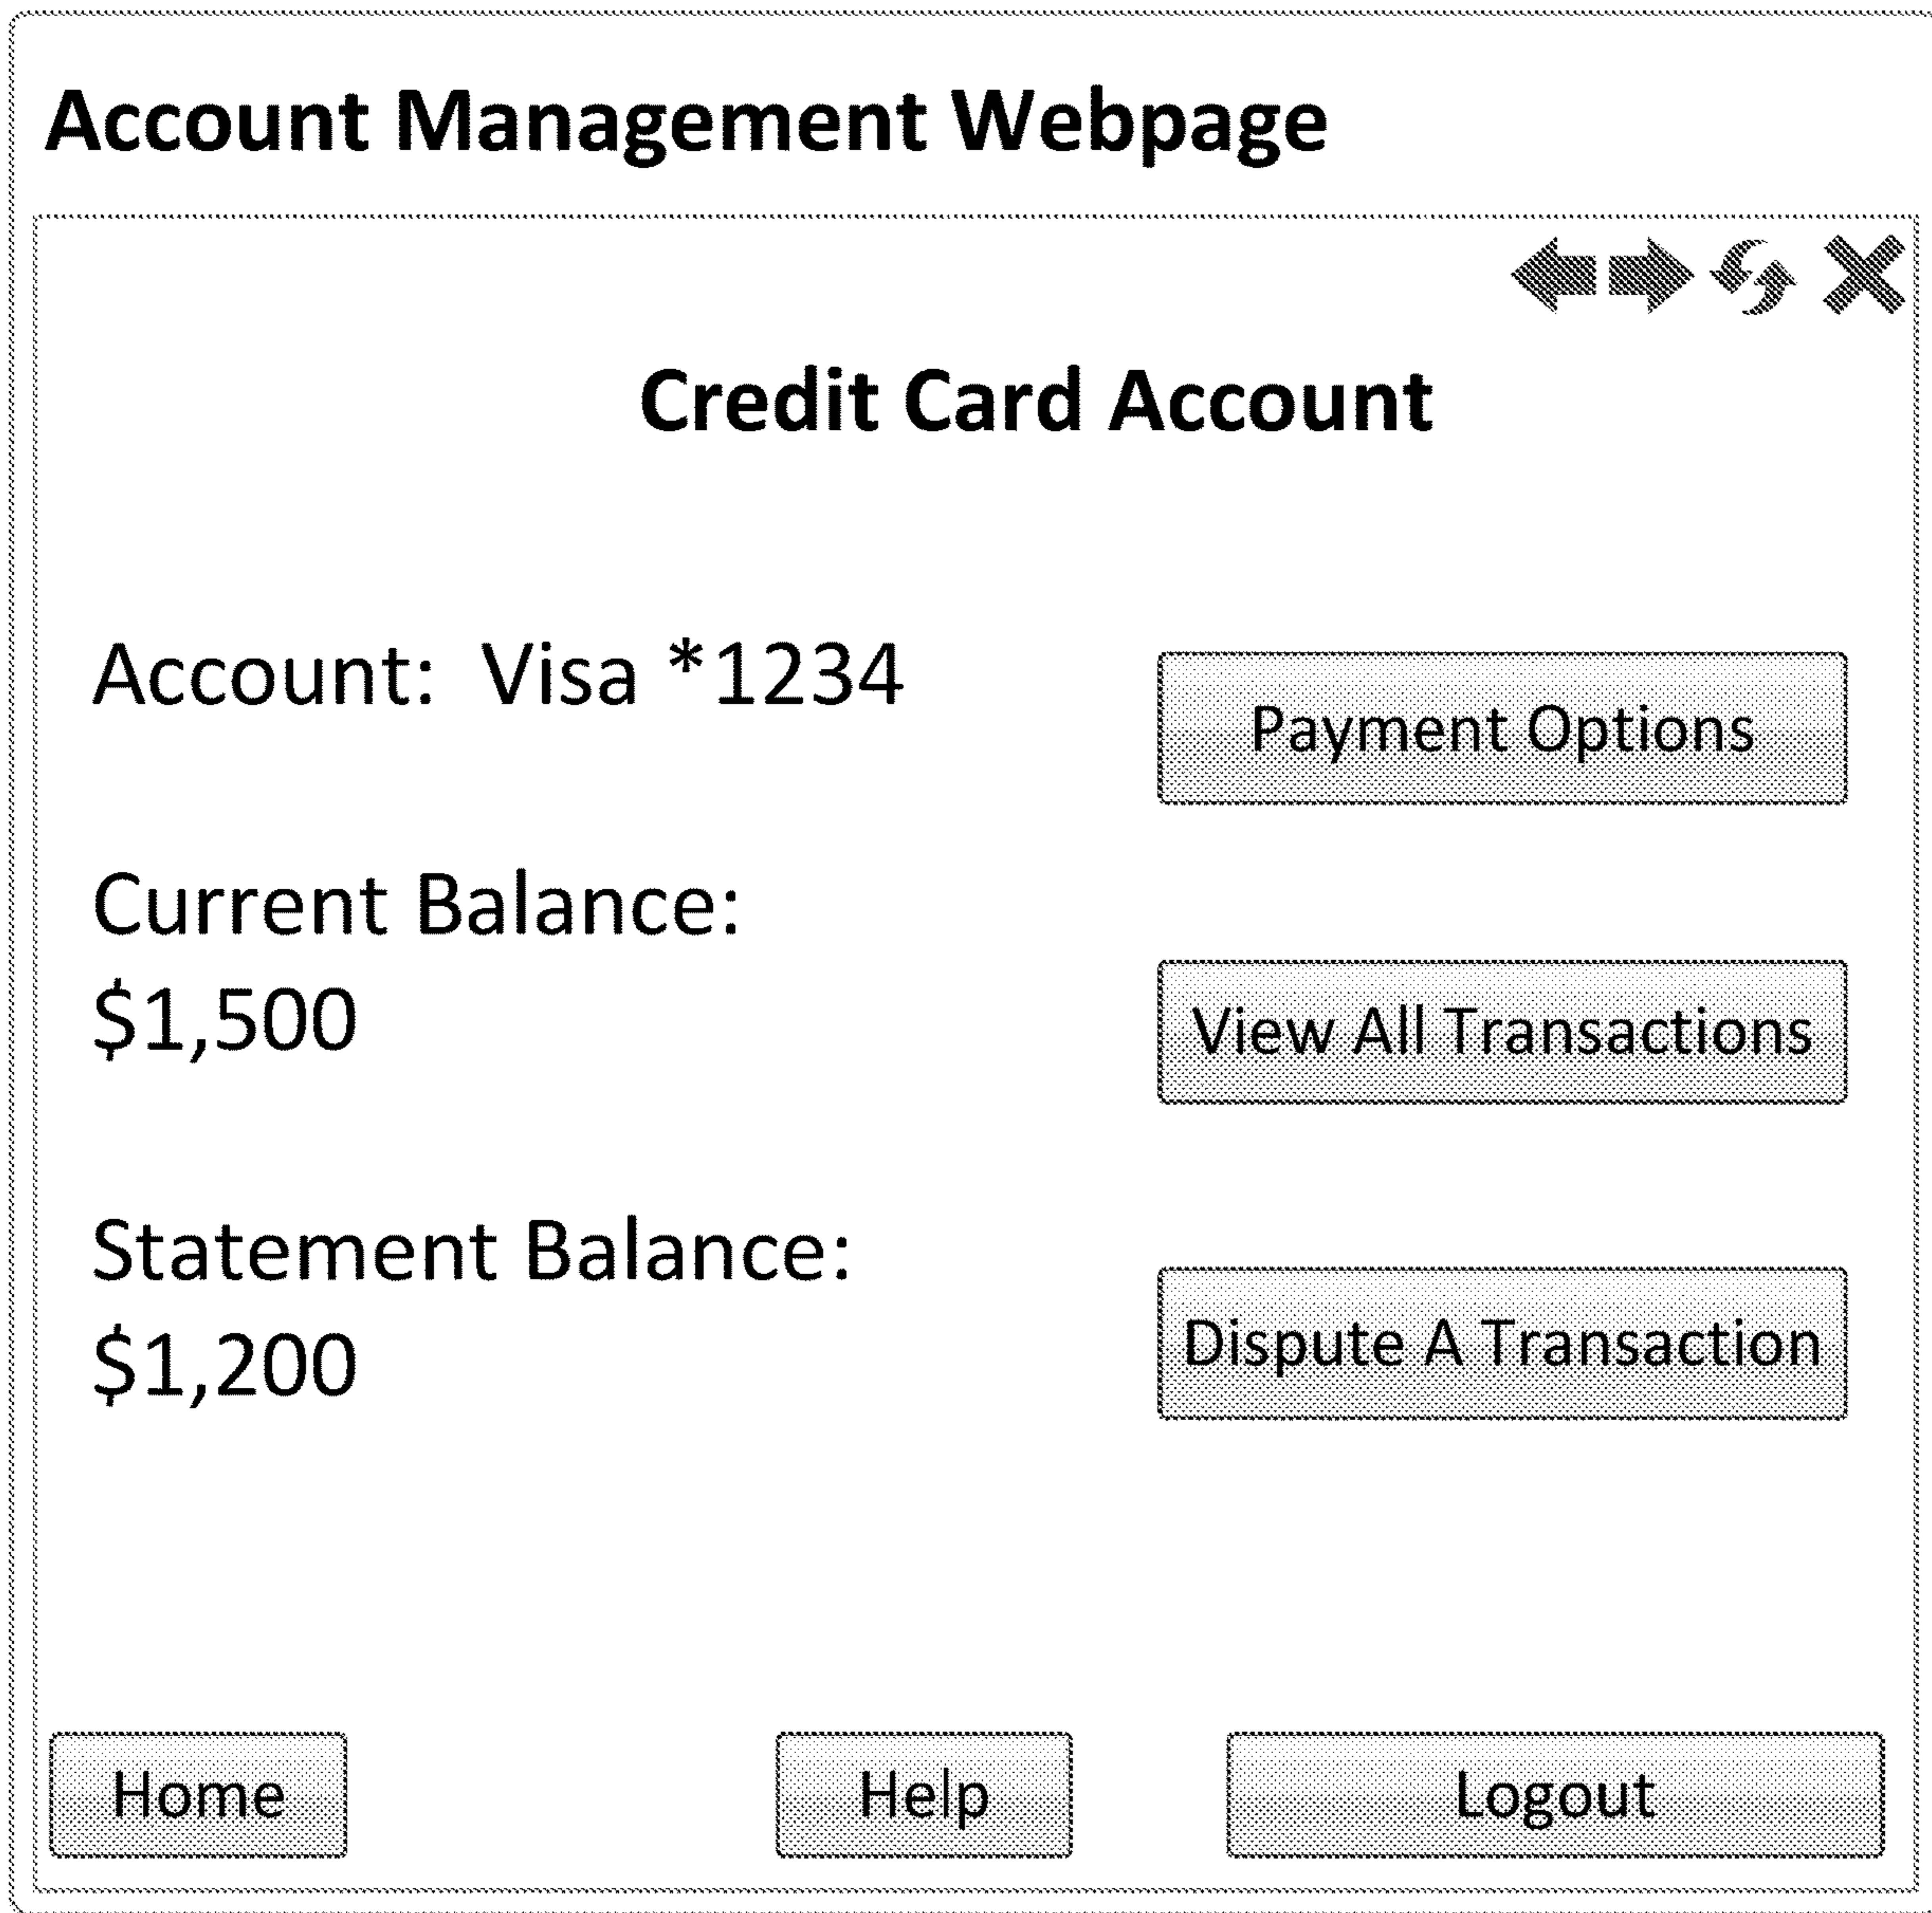 Account Management Webpage
Credit Card Account
Account:  Visa *1234
Payment Options
Current Balance:
$1,500
View All Transactions
Statement Balance:
$1,200
Dispute A Transaction
Home
Help
Logout